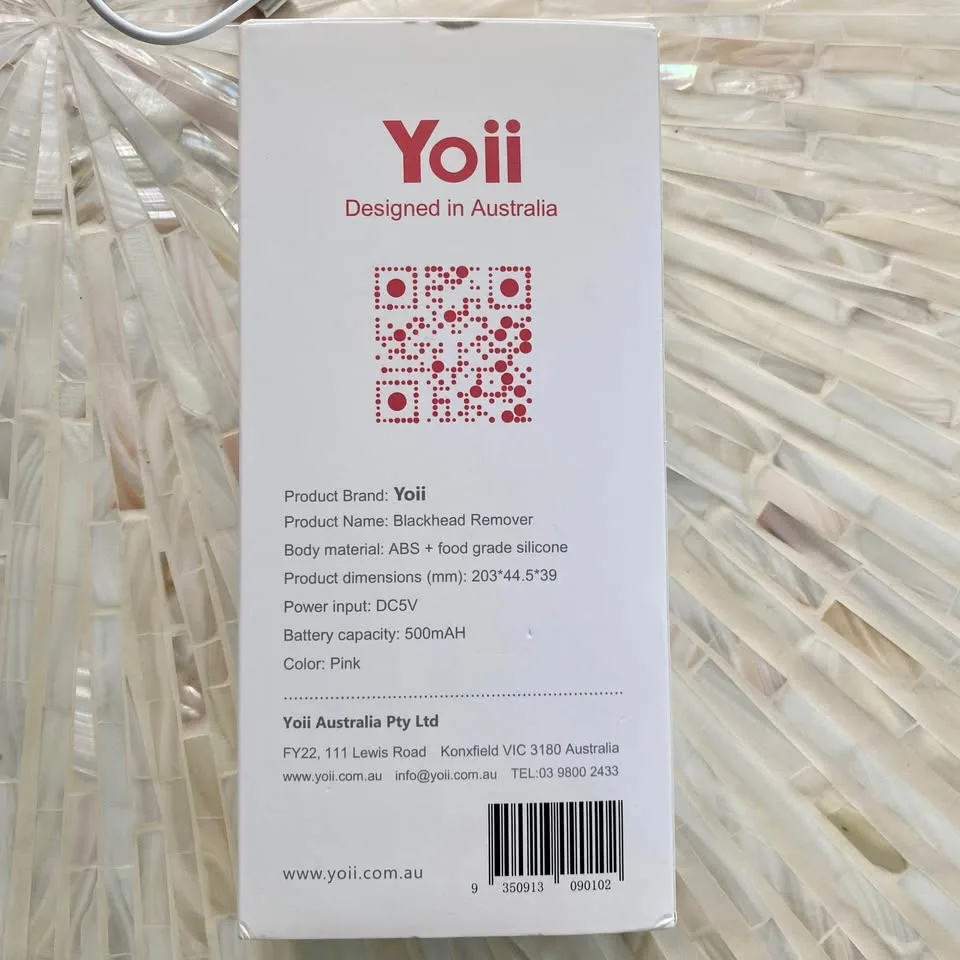 Yoii
Designed in Australia
Product Brand: Yoii
Product Name: Blackhead Remover
Body material: ABS + food grade silicone
Product dimensions (mm): 203*44.5*39
Power input: DC5V
Battery capacity: 500mAH
Color: Pink
Yoii Australia Pty Ltd
FY22, 111 Lewis Road Konxfield VIC 3180 Australia
www.yoii.com.au info@yoii.com.au TEL:03 9800 2433
www.yoii.com.au
9 350913 090102